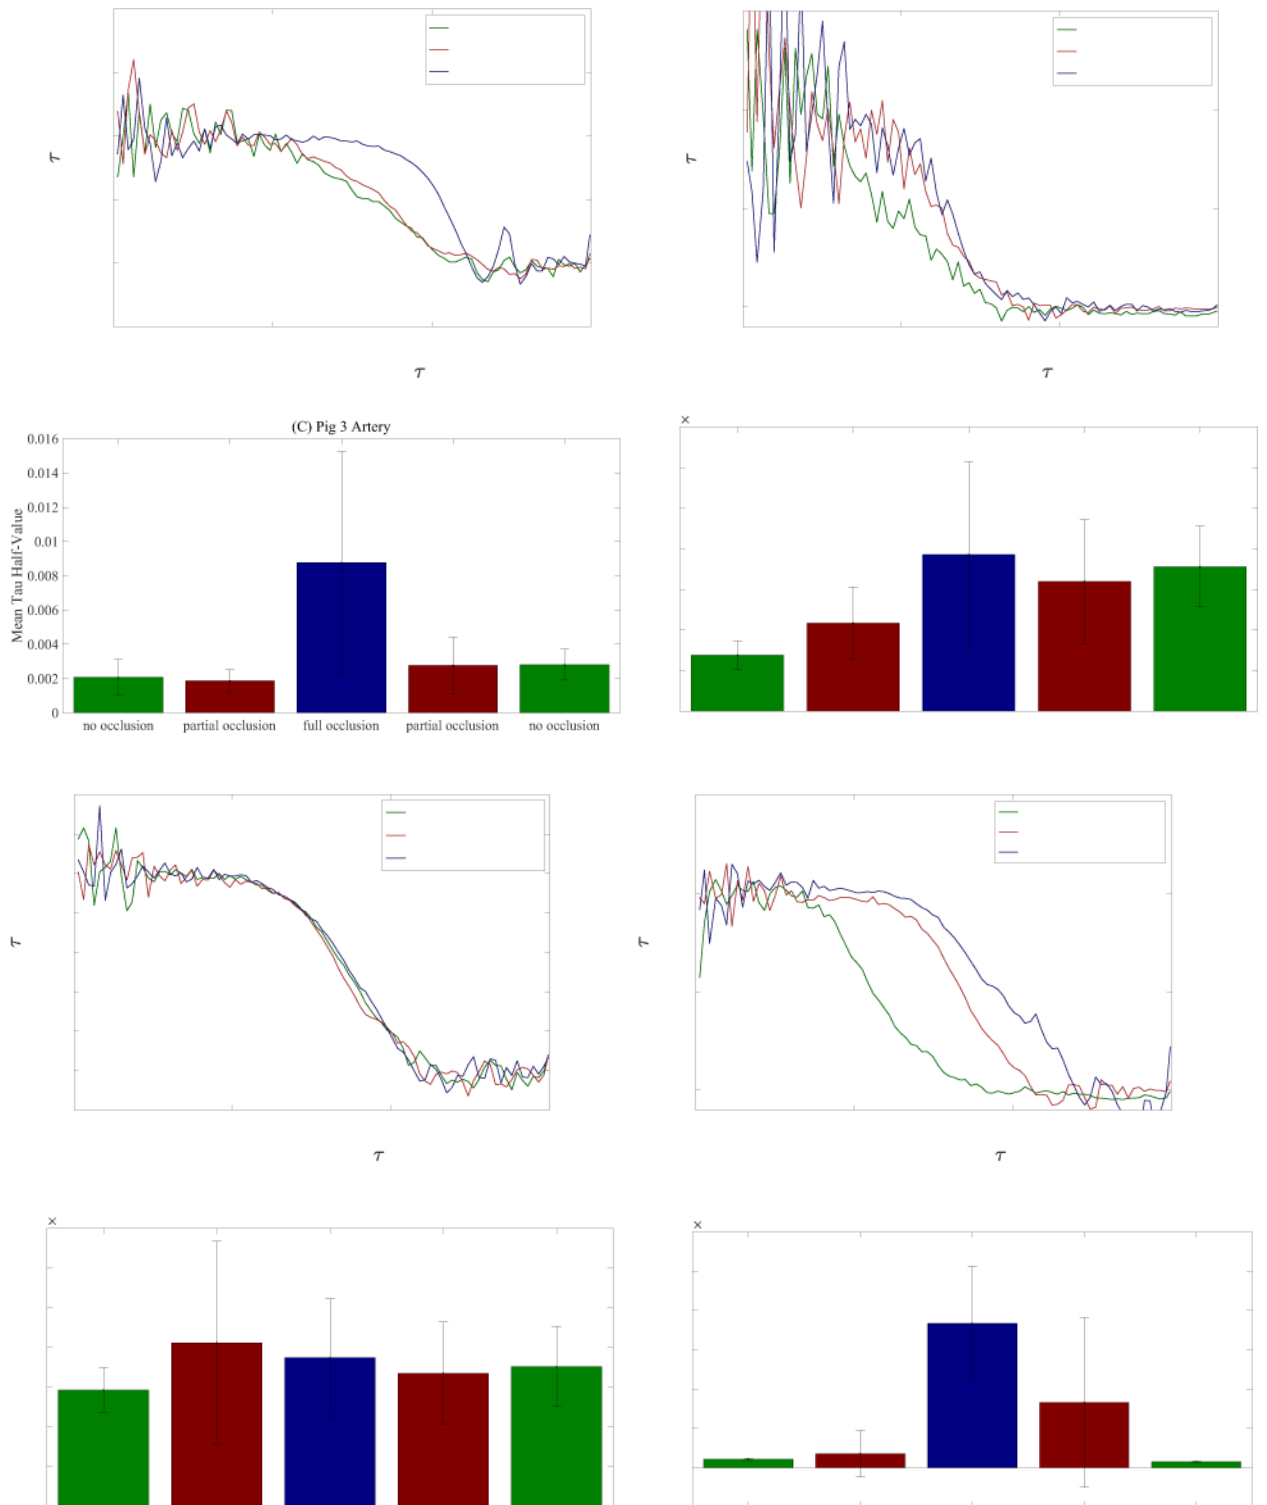 τ
τ
τ
τ
(C) Pig 3 Artery
Mean Tau Half-Value
0.016
0.014
0.012
0.01
0.008
0.006
0.004
0.002
0
no occlusion partial occlusion full occlusion partial occlusion no occlusion
×
τ
τ
τ
τ
×
×